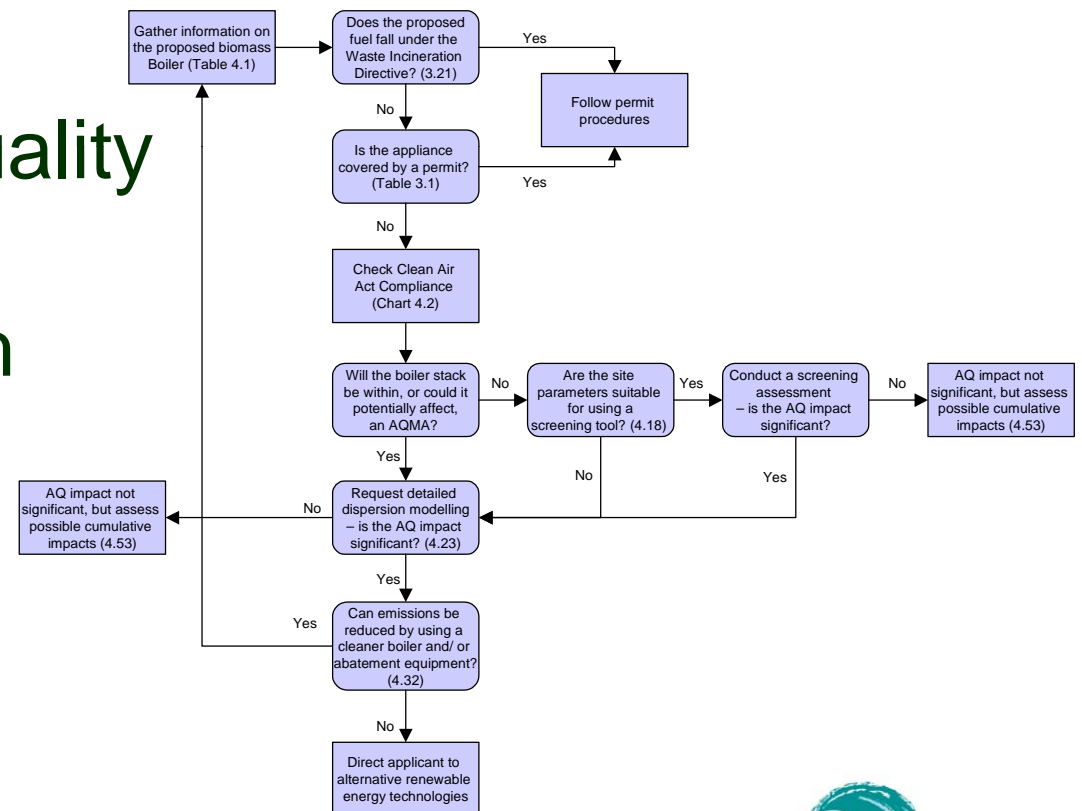 Gather information on
the proposed biomass
Boiler (Table 4.1)
Does the proposed
fuel fall under the
Waste Incineration
Directive? (3.21)
Yes
Follow permit
procedures
No
Is the appliance
covered by a permit?
(Table 3.1)
Yes
No
Check Clean Air
Act Compliance
(Chart 4.2)
Will the boiler stack
be within, or could it
potentially affect,
an AQMA?
No
Are the site
parameters suitable
for using a
screening tool? (4.18)
Yes
Conduct a screening
assessment
– is the AQ impact
significant?
No
AQ impact not
significant, but assess
possible cumulative
impacts (4.53)
Yes
No
Yes
Request detailed
dispersion modelling
– is the AQ impact
significant? (4.23)
No
AQ impact not
significant, but assess
possible cumulative
impacts (4.53)
Yes
Can emissions be
reduced by using a
cleaner boiler and/ or
abatement equipment?
(4.32)
Yes
No
Direct applicant to
alternative renewable
energy technologies